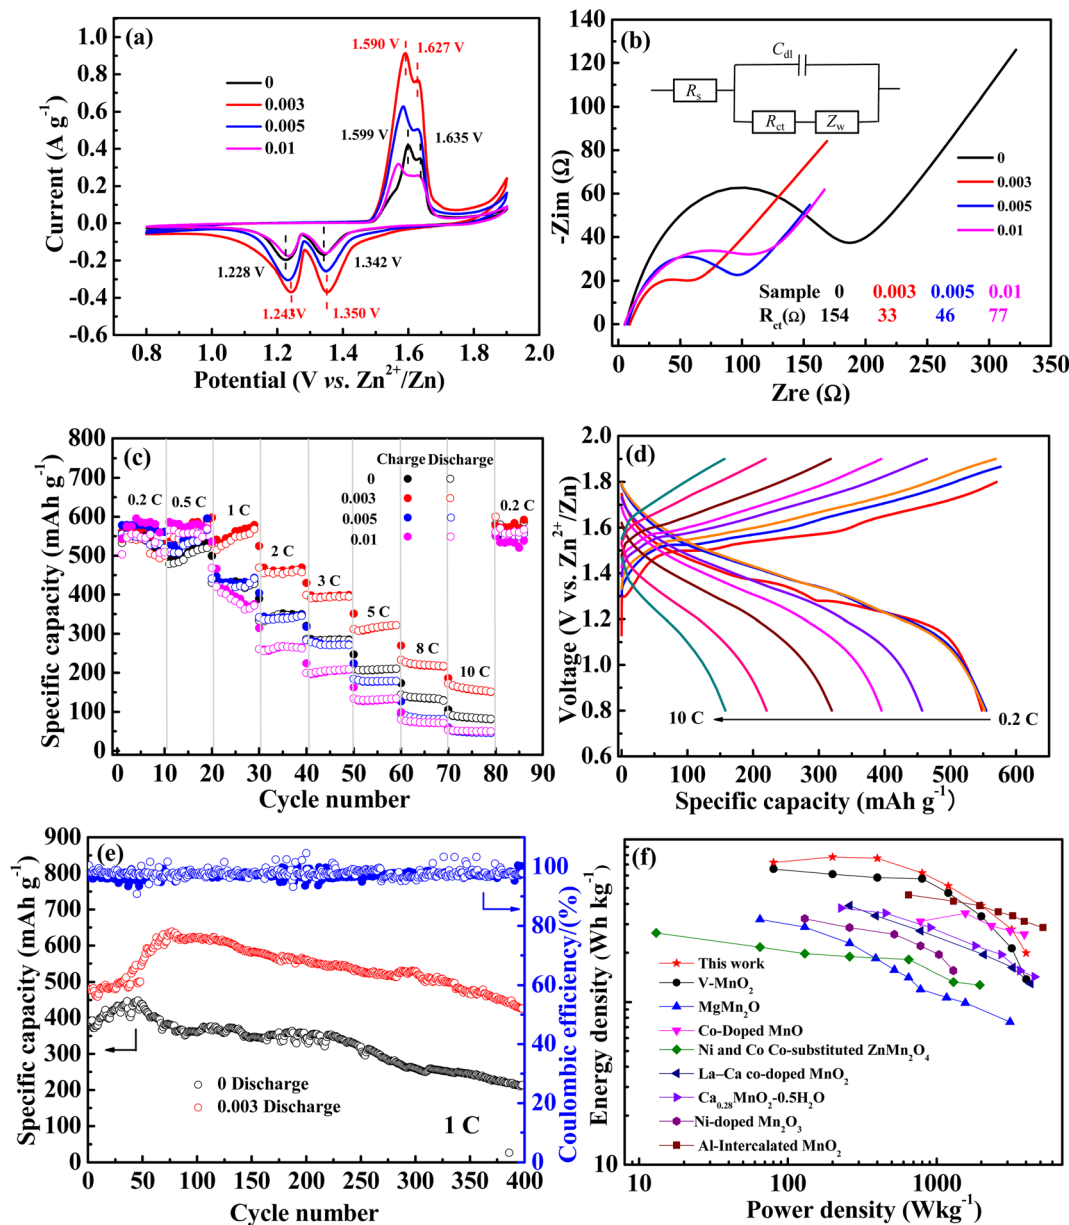 (a)
1.590 V
1.627 V
1.599 V
1.635 V
1.228 V
1.342 V
1.243V
1.350 V
0
0.003
0.005
0.01
1.0
0.8
0.6
0.4
0.2
0.0
-0.2
-0.4
-0.6
0.8 1.0 1.2 1.4 1.6 1.8 2.0
Current (A g-1)
Potential (V vs. Zn2+/Zn)
(b)
Cdl
Rs
Rct
Zw
0
0.003
0.005
0.01
Sample 0 0.003 0.005 0.01
Rct(Ω) 154 33 46 77
140
120
100
80
60
40
20
0
0 50 100 150 200 250 300 350
-Zim (Ω)
Zre (Ω)
(c)
Charge Discharge
0
0.003
0.005
0.01
0.2 C 0.5 C 1 C 2 C 3 C 5 C 8 C 10 C 0.2 C
800
700
600
500
400
300
200
100
0
0 10 20 30 40 50 60 70 80 90
Specific capacity (mAh g-1)
Cycle number
(d)
10 C
0.2 C
2.0
1.8
1.6
1.4
1.2
1.0
0.8
0.6
0 100 200 300 400 500 600
Voltage (V vs. Zn2+/Zn)
Specific capacity (mAh g-1)
(e)
0 Discharge
0.003 Discharge
1 C
900
800
700
600
500
400
300
200
100
0
100
80
60
40
20
0
0 50 100 150 200 250 300 350 400
Specific capacity (mAh g-1)
Coulombic efficiency/(%)
Cycle number
(f)
This work
V-MnO2
MgMn2O
Co-Doped MnO
Ni and Co Co-substituted ZnMn2O4
La–Ca co-doped MnO2
Ca0.28MnO2-0.5H2O
Ni-doped Mn2O3
Al-Intercalated MnO2
10
10 100 1000
Energy density (Wh kg-1)
Power density (Wkg-1)